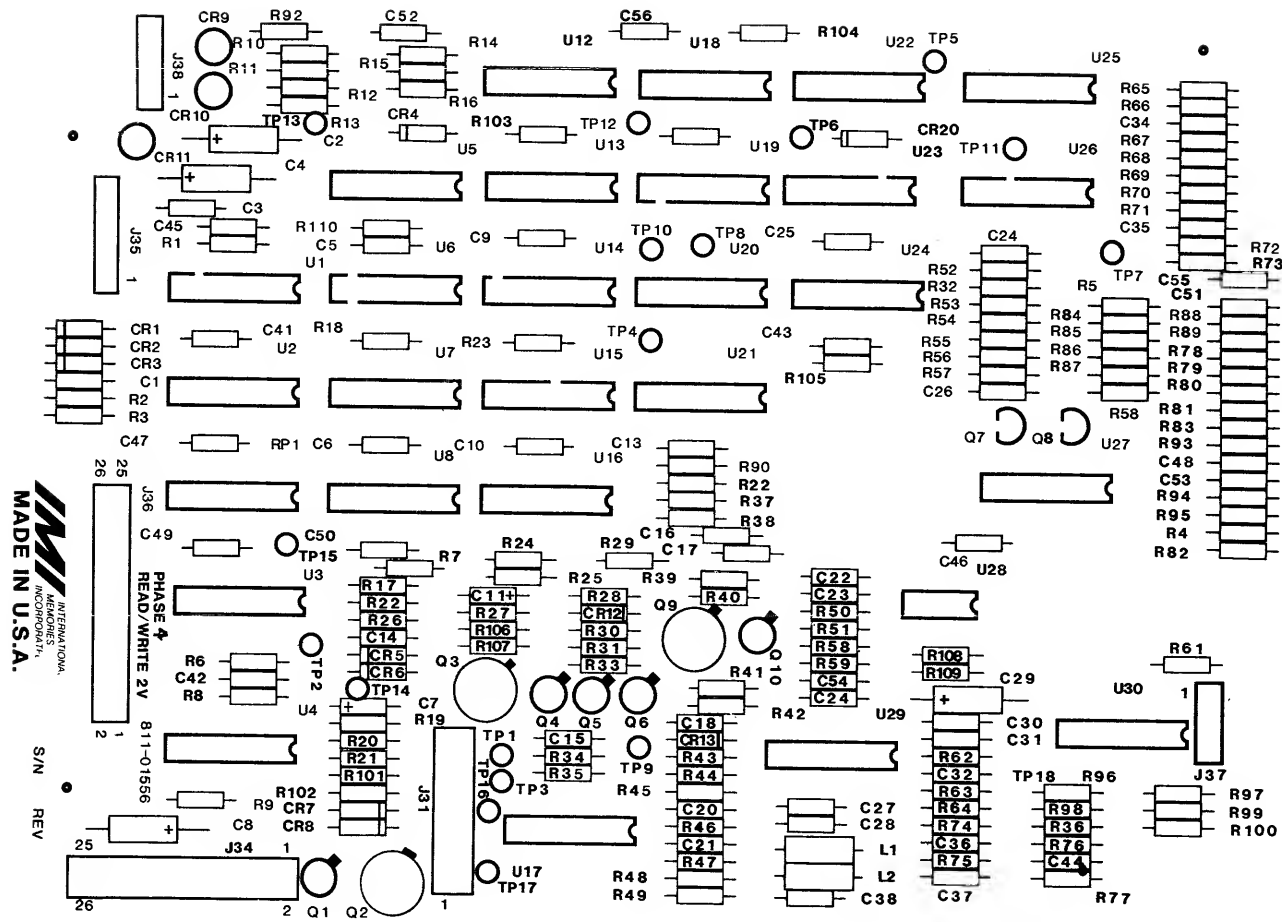 CR9
R92
C52
C56
R104
TP5
R10
R14
U12
U18
U22
U25
J38
R11
R15
R65
1
R12
R16
R66
CR10
TP13
R13
CR4
R103
TP12
TP6
CR20
C34
C2
U5
U13
U19
U23
TP11
U26
R67
CR11
C4
R68
+
+
R69
C3
R70
J35
C45
R110
C9
TP10
TP8
C25
R71
R1
C5
U6
U14
U20
U24
C24
C35
U1
R52
TP7
R72
1
R32
R5
R73
R53
C55
C51
CR1
C41
R18
R23
TP4
C43
R54
R84
R88
CR2
U2
U7
U15
U21
R55
R85
R89
CR3
R56
R86
R78
C1
R105
R57
R87
R79
R2
C26
R80
R3
R58
R81
C47
RP1
C6
C10
C13
Q7
Q8
U27
R83
U8
U16
R93
26
25
R90
C48
J36
R22
C53
R37
R94
R38
R95
C49
C50
C16
R4
TP15
R7
R24
R29
C17
C46
U28
R82
U3
R25
R39
IMI
INTERNATIONAL
MEMORIES
MADE IN U.S.A.
PHASE 4
READ/WRITE 2V
R17
C11+
R28
R40
C22
R22
R27
CR12
Q9
C23
R26
R106
R30
R50
C14
R107
R31
R51
R6
TP2
CR5
Q3
R33
Q10
R58
R108
R61
C42
CR6
R41
R59
R109
R8
TP14
C54
C29
U30
1
U4
+
C7
R42
C24
U29
+
2
1
R19
Q4
Q5
Q6
C18
C30
811-01556
R20
TP1
C15
CR13
C31
R21
TP16
R34
TP9
R43
R62
J37
S/N
R101
TP3
R35
R44
C32
TP18
R96
R102
J31
R45
R63
R97
R9
CR7
C20
C27
R64
R98
R99
REV
C8
CR8
R46
C28
R74
R36
R100
+
C21
C36
R76
25
J34
1
R47
L1
R75
C44
U17
R48
L2
26
2
Q1
Q2
1
TP17
R49
C38
C37
R77